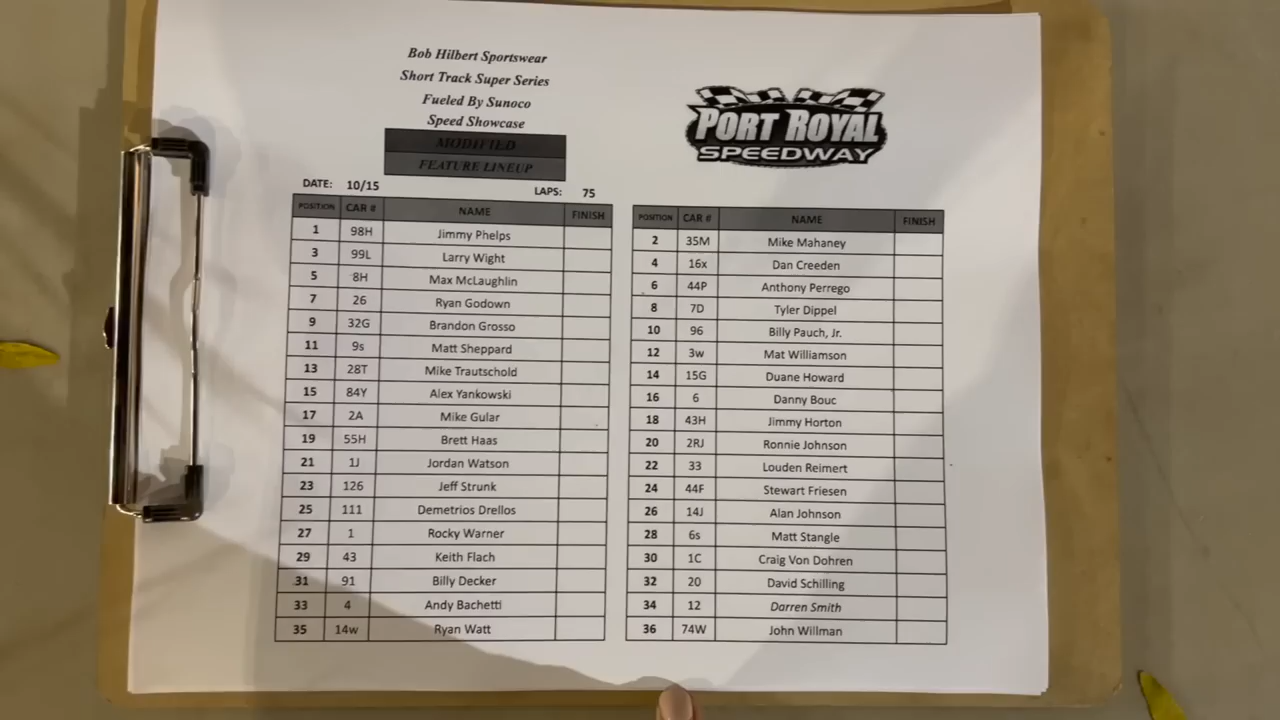 Bob Hilbert Sportswear
Short Track Super Series
Fueled By Sunoco
Speed Showcase
MODIFIED
FEATURE LINEUP
PORT ROYAL
SPEEDWAY
DATE: 10/15 LAPS: 75
POSITION CAR # NAME FINISH POSITION CAR # NAME FINISH
1 98H Jimmy Phelps 2 35M Mike Mahaney
3 99L Larry Wight 4 16x Dan Creeden
5 8H Max McLaughlin 6 44P Anthony Perrego
7 26 Ryan Godown 8 7D Tyler Dippel
9 32G Brandon Grosso 10 96 Billy Pauch, Jr.
11 9s Matt Sheppard 12 3w Mat Williamson
13 28T Mike Trautschold 14 15G Duane Howard
15 84Y Alex Yankowski 16 6 Danny Bouc
17 2A Mike Gular 18 43H Jimmy Horton
19 55H Brett Haas 20 2RJ Ronnie Johnson
21 1J Jordan Watson 22 33 Louden Reimert
23 126 Jeff Strunk 24 44F Stewart Friesen
25 111 Demetrios Drellos 26 14J Alan Johnson
27 1 Rocky Warner 28 6s Matt Stangle
29 43 Keith Flach 30 1C Craig Von Dohren
31 91 Billy Decker 32 20 David Schilling
33 4 Andy Bachetti 34 12 Darren Smith
35 14w Ryan Watt 36 74W John Willman